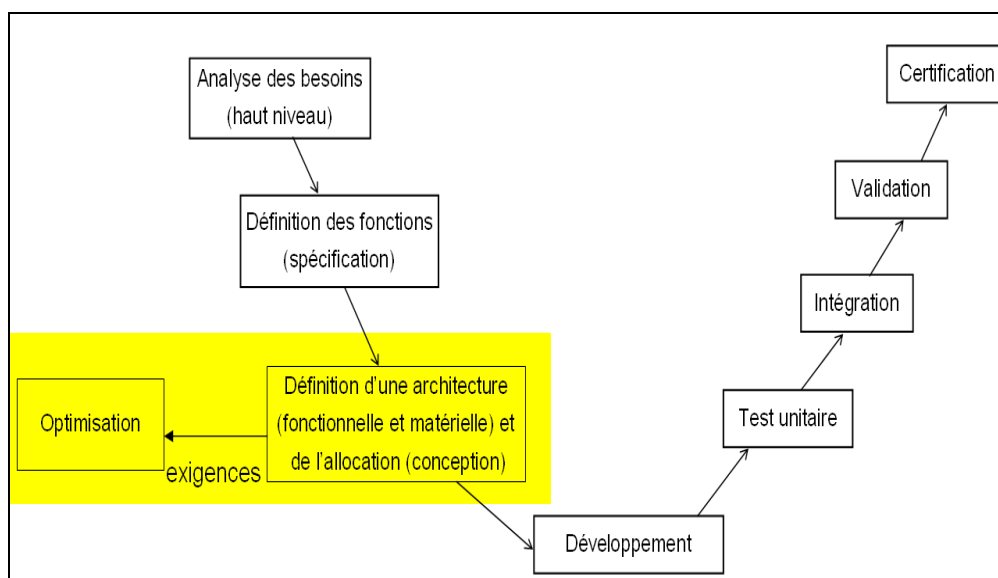 Analyse des besoins
(haut niveau)
Définition des fonctions
(spécification)
Définition d'une architecture
(fonctionnelle et matérielle) et
de l'allocation (conception)
exigences
Optimisation
Développement
Test unitaire
Intégration
Validation
Certification